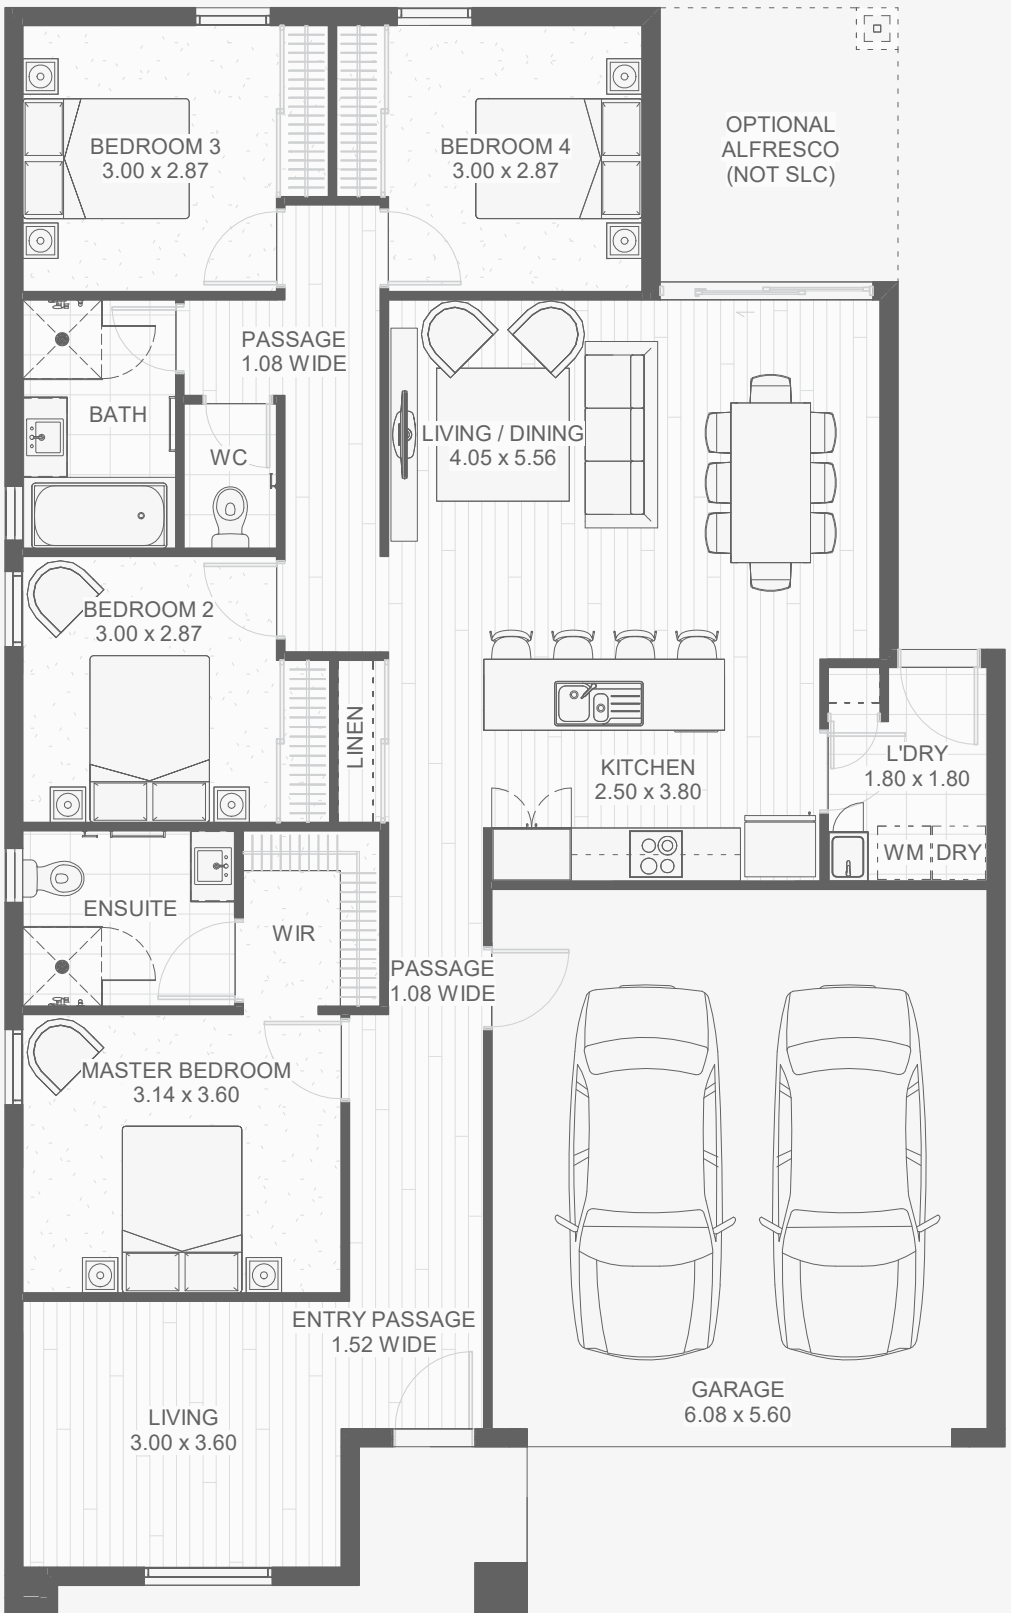 BEDROOM 3
3.00 x 2.87
BEDROOM 4
3.00 x 2.87
OPTIONAL
ALFRESCO
(NOT SLC)
PASSAGE
1.08 WIDE
BATH
WC
LIVING / DINING
4.05 x 5.56
BEDROOM 2
3.00 x 2.87
LINEN
KITCHEN
2.50 x 3.80
L'DRY
1.80 x 1.80
WM
DRY
ENSUITE
WIR
PASSAGE
1.08 WIDE
MASTER BEDROOM
3.14 x 3.60
ENTRY PASSAGE
1.52 WIDE
GARAGE
6.08 x 5.60
LIVING
3.00 x 3.60